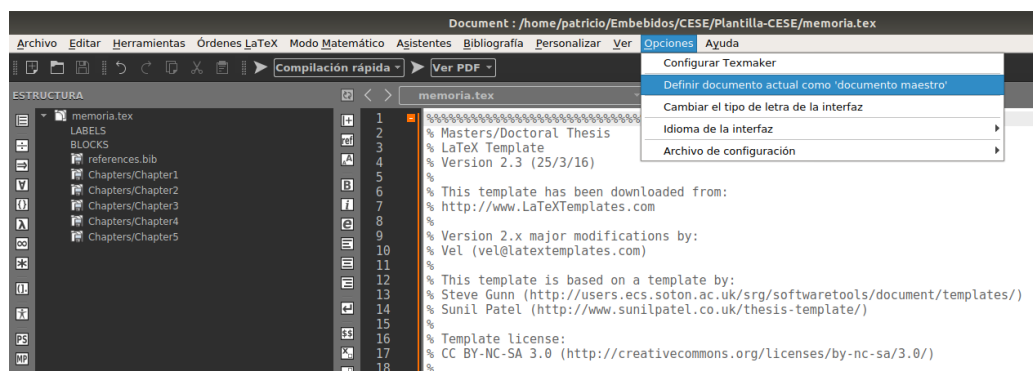 Document : /home/patricio/Embebidos/CESE/Plantilla-CESE/memoria.tex
Archivo Editar Herramientas Órdenes LaTeX Modo Matemático Asistentes Bibliografía Personalizar Ver Opciones Ayuda
Compilación rápida Ver PDF
Configurar Texmaker
Definir documento actual como 'documento maestro'
Cambiar el tipo de letra de la interfaz
Idioma de la interfaz
Archivo de configuración
ESTRUCTURA
memoria.tex
LABELS
BLOCKS
references.bib
Chapters/Chapter1
Chapters/Chapter2
Chapters/Chapter3
Chapters/Chapter4
Chapters/Chapter5
memoria.tex
1 %%%%%%%%%%%%%%%%%%%%%%%%%%%%%
2 % Masters/Doctoral Thesis
3 % LaTeX Template
4 % Version 2.3 (25/3/16)
5 %
6 % This template has been downloaded from:
7 % http://www.LaTeXTemplates.com
8 %
9 % Version 2.x major modifications by:
10 % Vel (vel@latextemplates.com)
11 %
12 % This template is based on a template by:
13 % Steve Gunn (http://users.ecs.soton.ac.uk/srg/softwaretools/document/templates/)
14 % Sunil Patel (http://www.sunilpatel.co.uk/thesis-template/)
15 %
16 % Template license:
17 % CC BY-NC-SA 3.0 (http://creativecommons.org/licenses/by-nc-sa/3.0/)
18 %